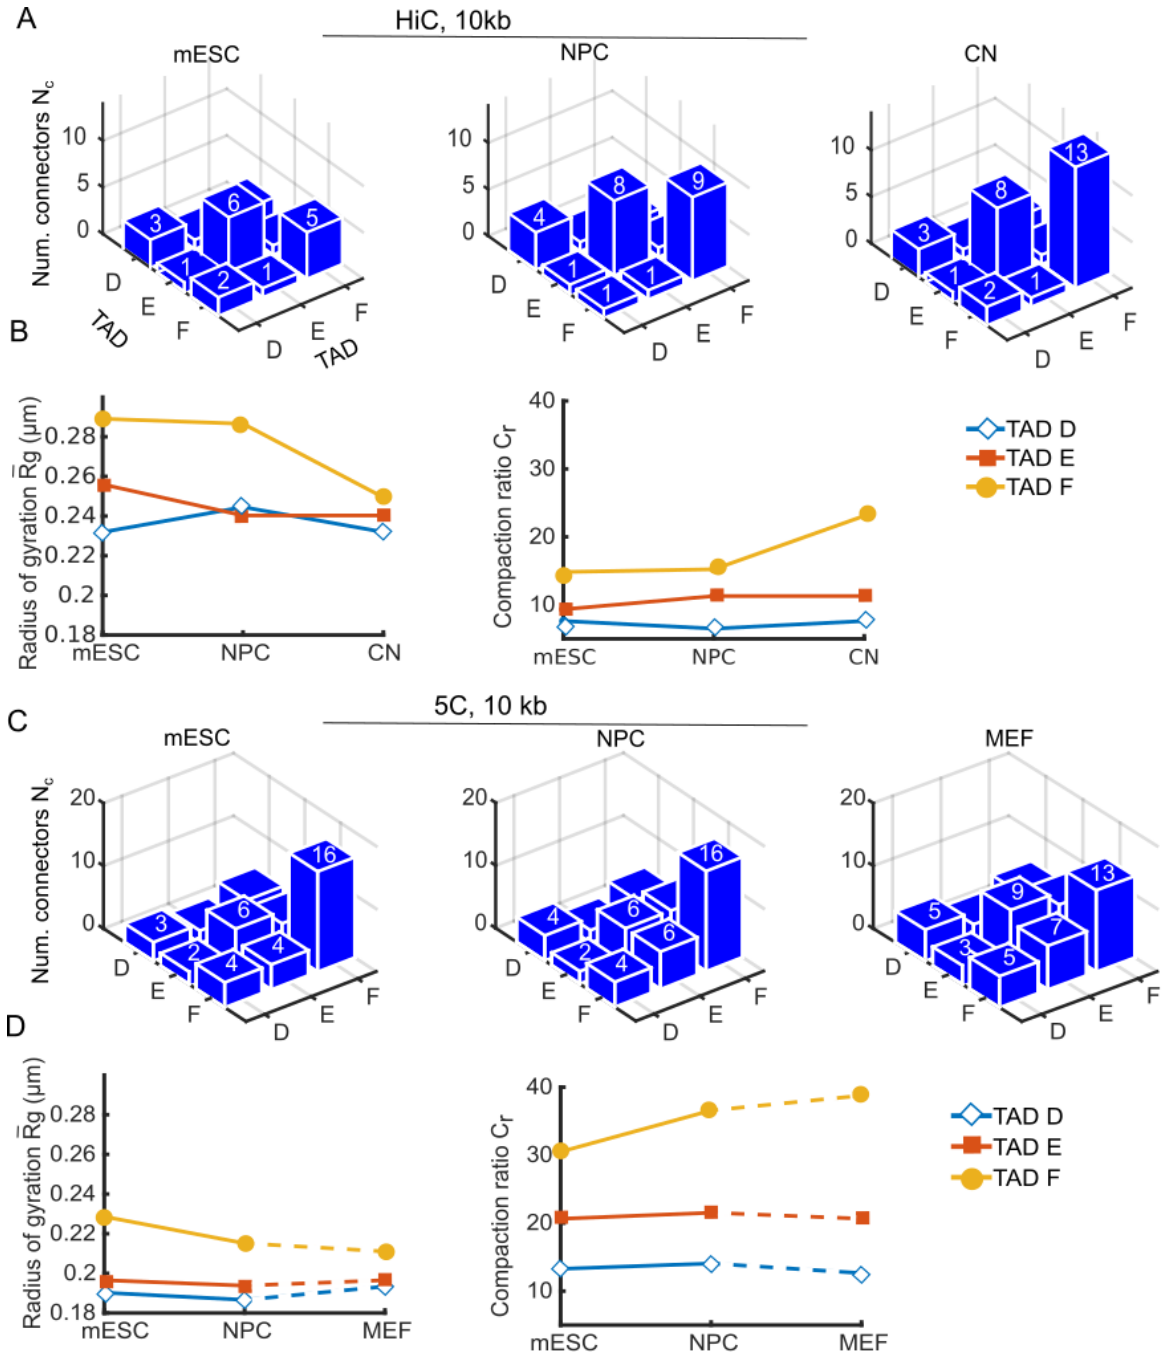 A
HiC, 10kb
mESC
NPC
CN
Num. connectors Nc
10
5
0
3
6
5
1
2
1
D
E
F
TAD
D
E
F
TAD
10
5
0
4
8
9
1
1
1
D
E
F
D
E
F
10
5
0
3
8
13
1
2
1
D
E
F
D
E
F
B
Radius of gyration R̅g (μm)
0.28
0.26
0.24
0.22
0.2
0.18
mESC
NPC
CN
Compaction ratio Cr
40
30
20
10
mESC
NPC
CN
TAD D
TAD E
TAD F
C
5C, 10 kb
mESC
NPC
MEF
Num. connectors Nc
20
10
0
3
6
16
2
4
4
D
E
F
D
E
F
20
10
0
4
6
16
2
6
4
D
E
F
D
E
F
20
10
0
5
9
13
3
7
5
D
E
F
D
E
F
D
Radius of gyration R̅g (μm)
0.28
0.26
0.24
0.22
0.2
0.18
mESC
NPC
MEF
Compaction ratio Cr
40
30
20
10
mESC
NPC
MEF
TAD D
TAD E
TAD F